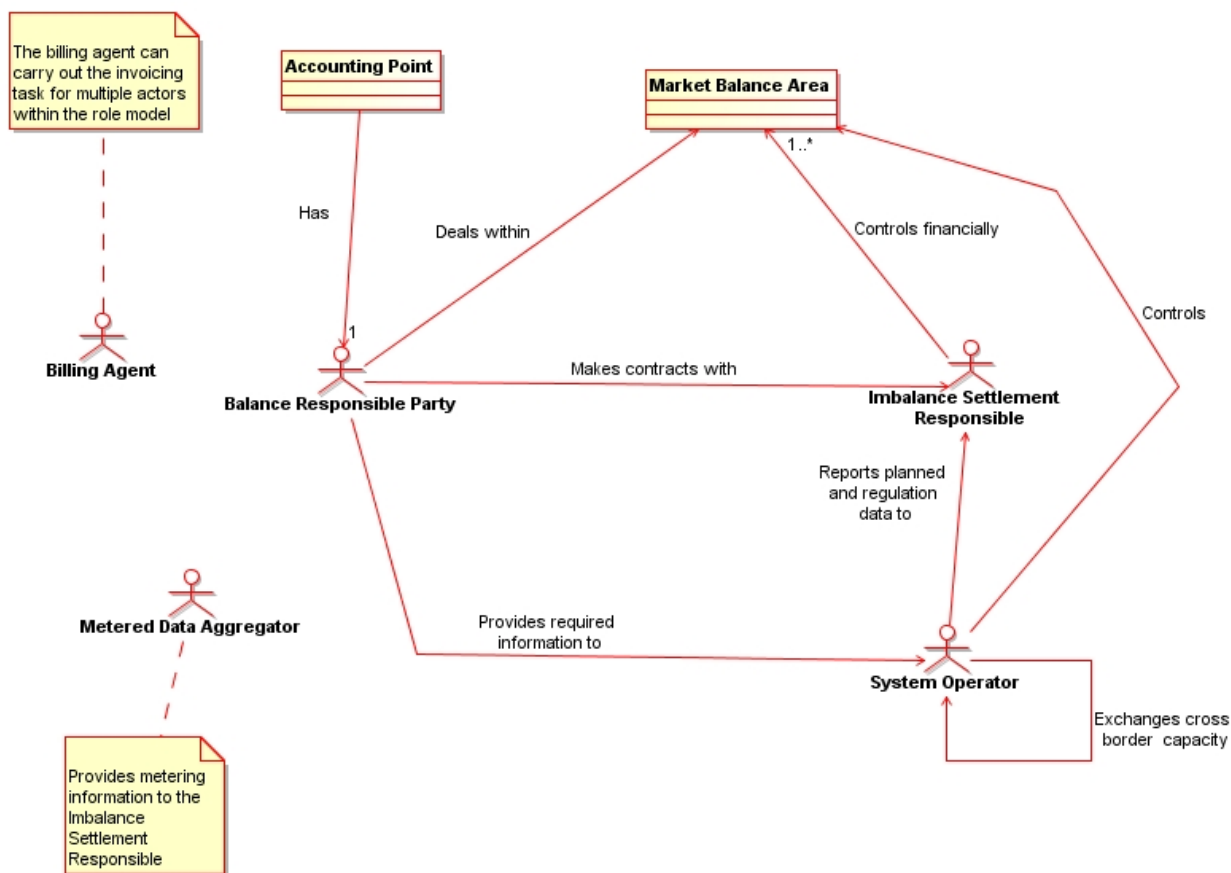 The billing agent can
carry out the invoicing
task for multiple actors
within the role model
Accounting Point
Market Balance Area
1..*
Has
Deals within
Controls financially
Controls
1
Billing Agent
Balance Responsible Party
Makes contracts with
Imbalance Settlement
Responsible
Reports planned
and regulation
data to
Metered Data Aggregator
Provides required
information to
System Operator
Exchanges cross
border capacity
Provides metering
information to the
Imbalance
Settlement
Responsible